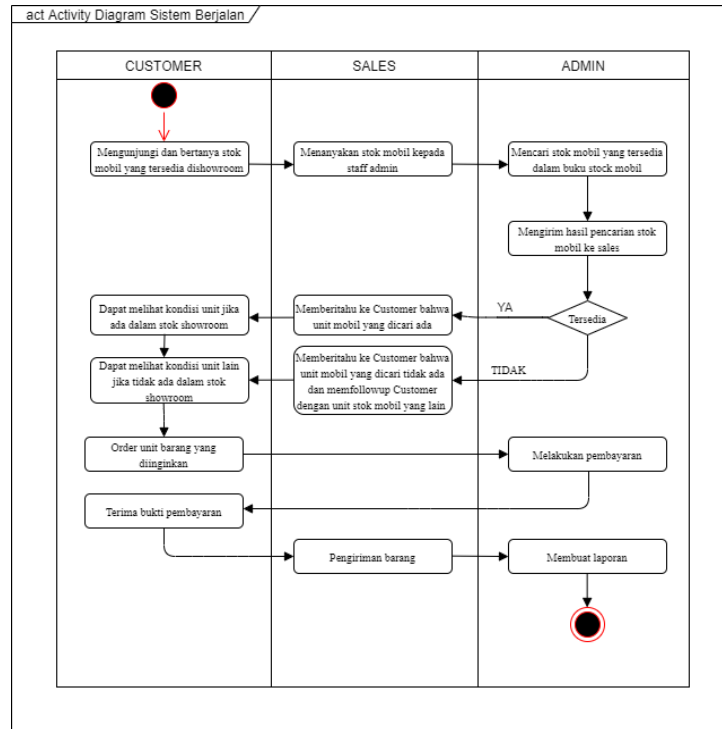 act Activity Diagram Sistem Berjalan
CUSTOMER
SALES
ADMIN
Mengunjungi dan bertanya stok
mobil yang tersedia dishowroom
Menanyakan stok mobil kepada
staff admin
Mencari stok mobil yang tersedia
dalam buku stock mobil
Mengirim hasil pencarian stok
mobil ke sales
Dapat melihat kondisi unit jika
ada dalam stok showroom
Memberitahu ke Customer bahwa
unit mobil yang dicari ada
YA
Tersedia
Dapat melihat kondisi unit lain
jika tidak ada dalam stok
showroom
Memberitahu ke Customer bahwa
unit mobil yang dicari tidak ada
dan memfollowup Customer
dengan unit stok mobil yang lain
TIDAK
Order unit barang yang
diinginkan
Melakukan pembayaran
Terima bukti pembayaran
Pengiriman barang
Membuat laporan